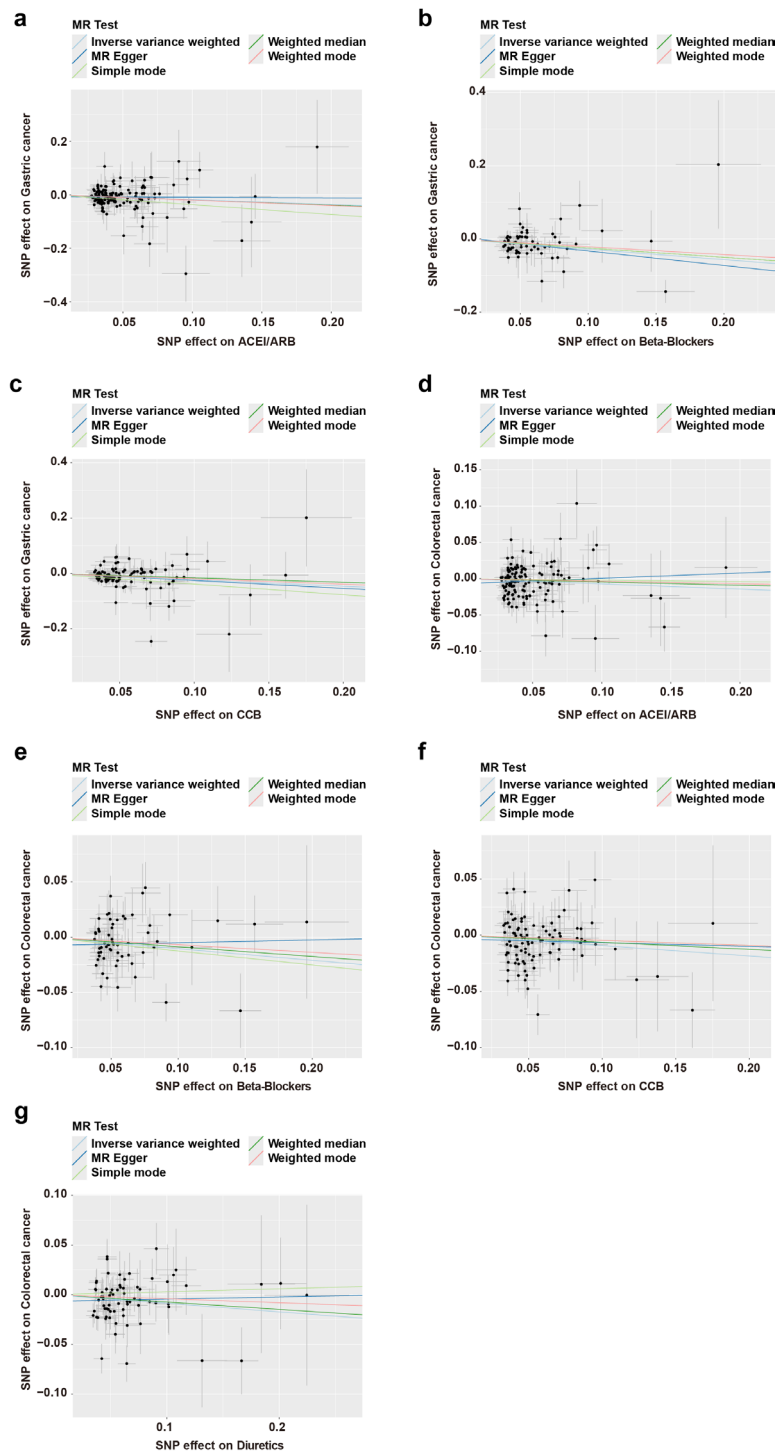 a
MR Test
Inverse variance weighted
Weighted median
MR Egger
Weighted mode
Simple mode
SNP effect on Gastric cancer
0.2
0.0
−0.2
−0.4
0.05
0.10
0.15
0.20
SNP effect on ACEI/ARB
b
MR Test
Inverse variance weighted
Weighted median
MR Egger
Weighted mode
Simple mode
SNP effect on Gastric cancer
0.4
0.2
0.0
−0.2
0.05
0.10
0.15
0.20
SNP effect on Beta-Blockers
c
MR Test
Inverse variance weighted
Weighted median
MR Egger
Weighted mode
Simple mode
SNP effect on Gastric cancer
0.4
0.2
0.0
−0.2
0.05
0.10
0.15
0.20
SNP effect on CCB
d
MR Test
Inverse variance weighted
Weighted median
MR Egger
Weighted mode
Simple mode
SNP effect on Colorectal cancer
0.15
0.10
0.05
0.00
−0.05
−0.10
0.05
0.10
0.15
0.20
SNP effect on ACEI/ARB
e
MR Test
Inverse variance weighted
Weighted median
MR Egger
Weighted mode
Simple mode
SNP effect on Colorectal cancer
0.05
0.00
−0.05
−0.10
0.05
0.10
0.15
0.20
SNP effect on Beta-Blockers
f
MR Test
Inverse variance weighted
Weighted median
MR Egger
Weighted mode
Simple mode
SNP effect on Colorectal cancer
0.05
0.00
−0.05
−0.10
0.05
0.10
0.15
0.20
SNP effect on CCB
g
MR Test
Inverse variance weighted
Weighted median
MR Egger
Weighted mode
Simple mode
SNP effect on Colorectal cancer
0.10
0.05
0.00
−0.05
−0.10
0.1
0.2
SNP effect on Diuretics